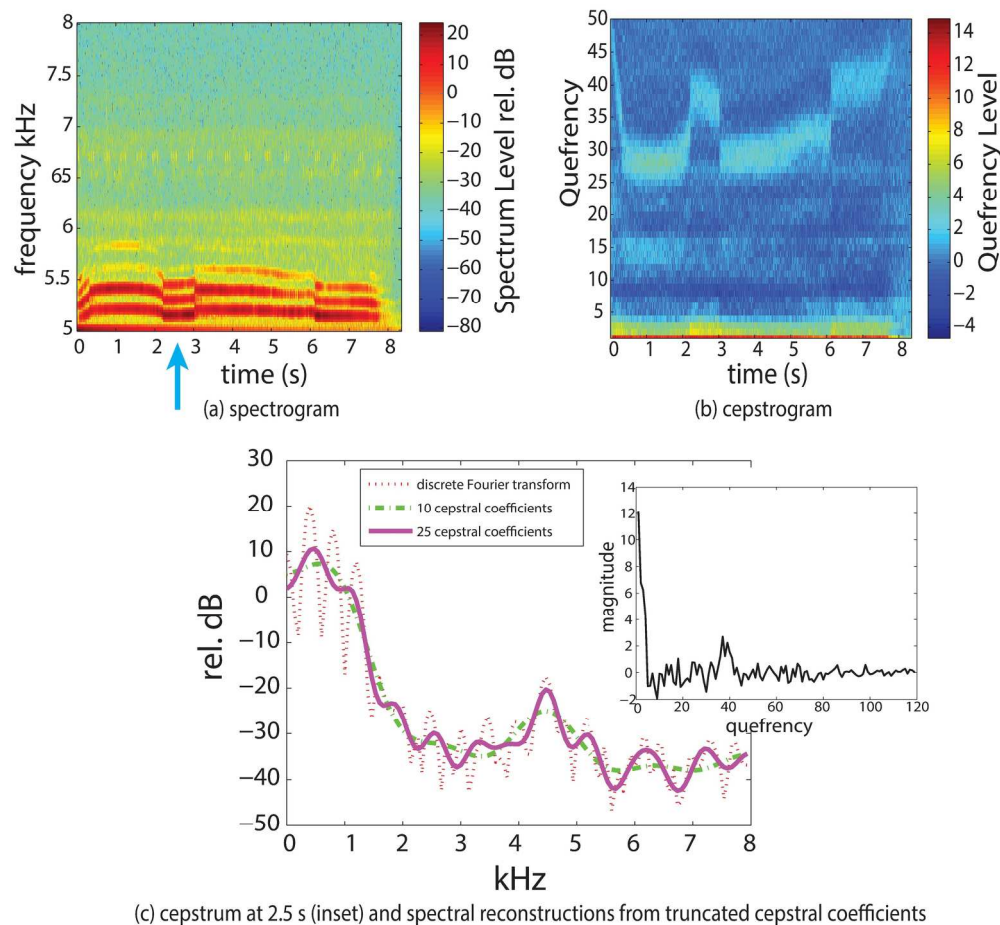 8
7.5
7
65
6
5.5
5
frequency kHz
0 1 2 3 4 5 6 7 8
time (s)
(a) spectrogram
20
10
0
−10
−20
−30
−40
−50
−60
−70
−80
Spectrum Level rel. dB
50
45
40
35
30
25
20
15
10
5
Quefrency
0 1 2 3 4 5 6 7 8
time (s)
(b) cepstrogram
14
12
10
8
6
4
2
0
−2
−4
Quefrency Level
30
20
10
0
−10
−20
−30
−40
−50
rel. dB
discrete Fourier transform
10 cepstral coefficients
25 cepstral coefficients
0 1 2 3 4 5 6 7 8
kHz
14
12
10
8
6
4
2
0
−2
magnitude
0 20 40 60 80 100 120
quefrency
(c) cepstrum at 2.5 s (inset) and spectral reconstructions from truncated cepstral coefficients